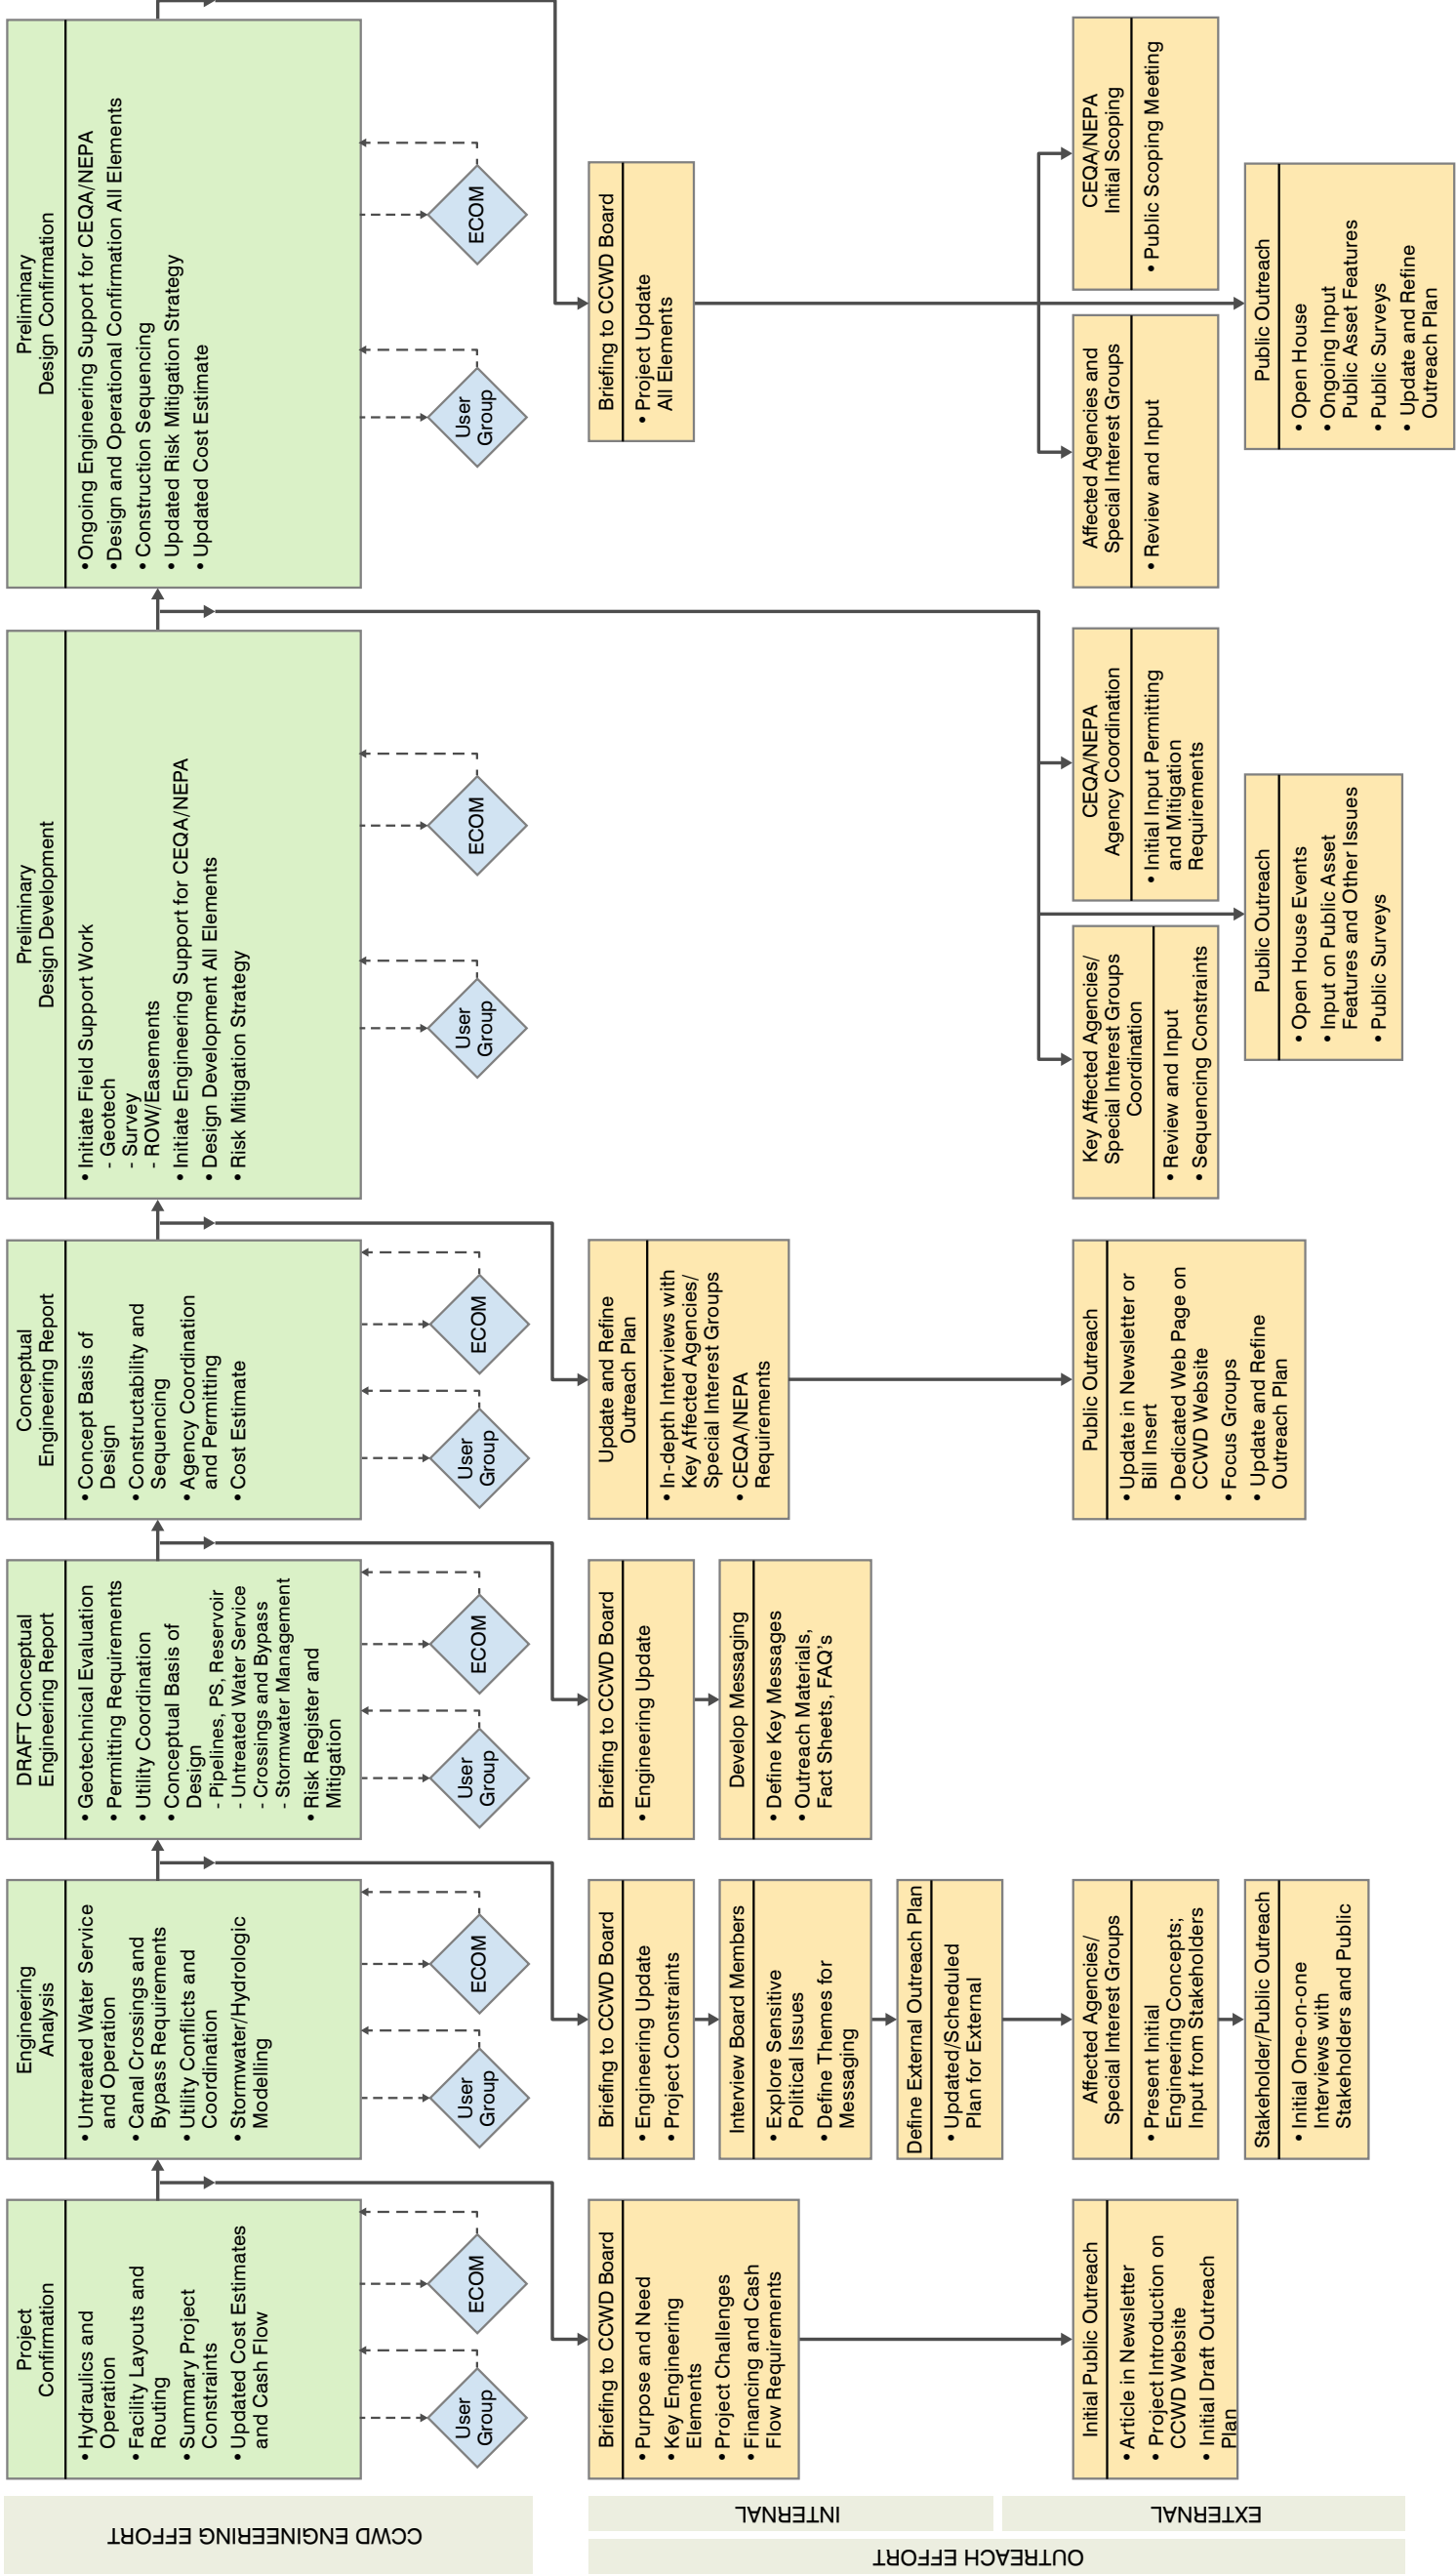 CCWD ENGINEERING EFFORT
Project
Confirmation
• Hydraulics and
Operation
• Facility Layouts and
Routing
• Summary Project
Constraints
• Updated Cost Estimates
and Cash Flow
User
Group
ECOM
Engineering
Analysis
• Untreated Water Service
and Operation
• Canal Crossings and
Bypass Requirements
• Utility Conflicts and
Coordination
• Stormwater/Hydrologic
Modelling
User
Group
ECOM
DRAFT Conceptual
Engineering Report
• Geotechnical Evaluation
• Permitting Requirements
• Utility Coordination
• Conceptual Basis of
Design
- Pipelines, PS, Reservoir
- Untreated Water Service
- Crossings and Bypass
- Stormwater Management
• Risk Register and
Mitigation
User
Group
ECOM
Conceptual
Engineering Report
• Concept Basis of
Design
• Constructability and
Sequencing
• Agency Coordination
and Permitting
• Cost Estimate
User
Group
ECOM
Preliminary
Design Development
• Initiate Field Support Work
- Geotech
- Survey
- ROW/Easements
• Initiate Engineering Support for CEQA/NEPA
• Design Development All Elements
• Risk Mitigation Strategy
User
Group
ECOM
Preliminary
Design Confirmation
• Ongoing Engineering Support for CEQA/NEPA
• Design and Operational Confirmation All Elements
• Construction Sequencing
• Updated Risk Mitigation Strategy
• Updated Cost Estimate
User
Group
ECOM
OUTREACH EFFORT
INTERNAL
Briefing to CCWD Board
• Purpose and Need
• Key Engineering
Elements
• Project Challenges
• Financing and Cash
Flow Requirements
Briefing to CCWD Board
• Engineering Update
• Project Constraints
Interview Board Members
• Explore Sensitive
Political Issues
• Define Themes for
Messaging
Define External Outreach Plan
• Updated/Scheduled
Plan for External
Briefing to CCWD Board
• Engineering Update
Develop Messaging
• Define Key Messages
• Outreach Materials,
Fact Sheets, FAQ's
Update and Refine
Outreach Plan
• In-depth Interviews with
Key Affected Agencies/
Special Interest Groups
• CEQA/NEPA
Requirements
Briefing to CCWD Board
• Project Update
All Elements
EXTERNAL
Initial Public Outreach
• Article in Newsletter
• Project Introduction on
CCWD Website
• Initial Draft Outreach
Plan
Affected Agencies/
Special Interest Groups
• Present Initial
Engineering Concepts;
Input from Stakeholders
Stakeholder/Public Outreach
• Initial One-on-one
Interviews with
Stakeholders and Public
Public Outreach
• Update in Newsletter or
Bill Insert
• Dedicated Web Page on
CCWD Website
• Focus Groups
• Update and Refine
Outreach Plan
Key Affected Agencies/
Special Interest Groups
Coordination
• Review and Input
• Sequencing Constraints
CEQA/NEPA
Agency Coordination
• Initial Input Permitting
and Mitigation
Requirements
Public Outreach
• Open House Events
• Input on Public Asset
Features and Other Issues
• Public Surveys
Affected Agencies and
Special Interest Groups
• Review and Input
CEQA/NEPA
Initial Scoping
• Public Scoping Meeting
Public Outreach
• Open House
• Ongoing Input
Public Asset Features
• Public Surveys
• Update and Refine
Outreach Plan